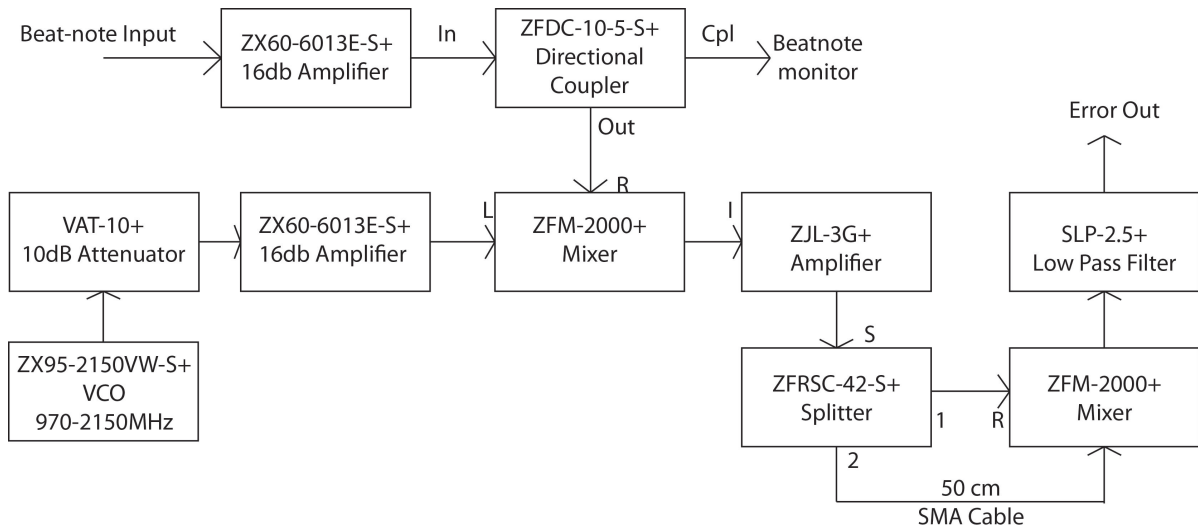 Beat-note Input
ZX60-6013E-S+
16db Amplifier
In
ZFDC-10-5-S+
Directional
Coupler
Cpl
Beatnote
monitor
Out
Error Out
VAT-10+
10dB Attenuator
ZX60-6013E-S+
16db Amplifier
L
R
ZFM-2000+
Mixer
I
ZJL-3G+
Amplifier
SLP-2.5+
Low Pass Filter
ZX95-2150VW-S+
VCO
970-2150MHz
S
ZFRSC-42-S+
Splitter
1
R
ZFM-2000+
Mixer
2
50 cm
SMA Cable